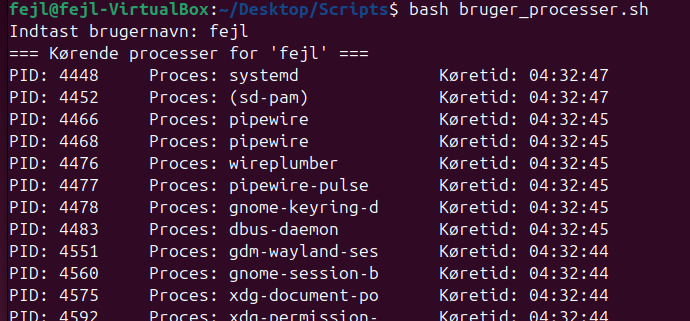 fejl@fejl-VirtualBox:~/Desktop/Scripts$ bash bruger_processer.sh
Indtast brugernavn: fejl
=== Kørende processer for 'fejl' ===
PID: 4448     Proces: systemd              Køretid: 04:32:47
PID: 4452     Proces: (sd-pam)             Køretid: 04:32:47
PID: 4466     Proces: pipewire             Køretid: 04:32:45
PID: 4468     Proces: pipewire             Køretid: 04:32:45
PID: 4476     Proces: wireplumber          Køretid: 04:32:45
PID: 4477     Proces: pipewire-pulse       Køretid: 04:32:45
PID: 4478     Proces: gnome-keyring-d      Køretid: 04:32:45
PID: 4483     Proces: dbus-daemon          Køretid: 04:32:45
PID: 4551     Proces: gdm-wayland-ses      Køretid: 04:32:44
PID: 4560     Proces: gnome-session-b      Køretid: 04:32:44
PID: 4575     Proces: xdg-document-po      Køretid: 04:32:44
PID: 4592     Proces: xdg-permission-      Køretid: 04:32:44